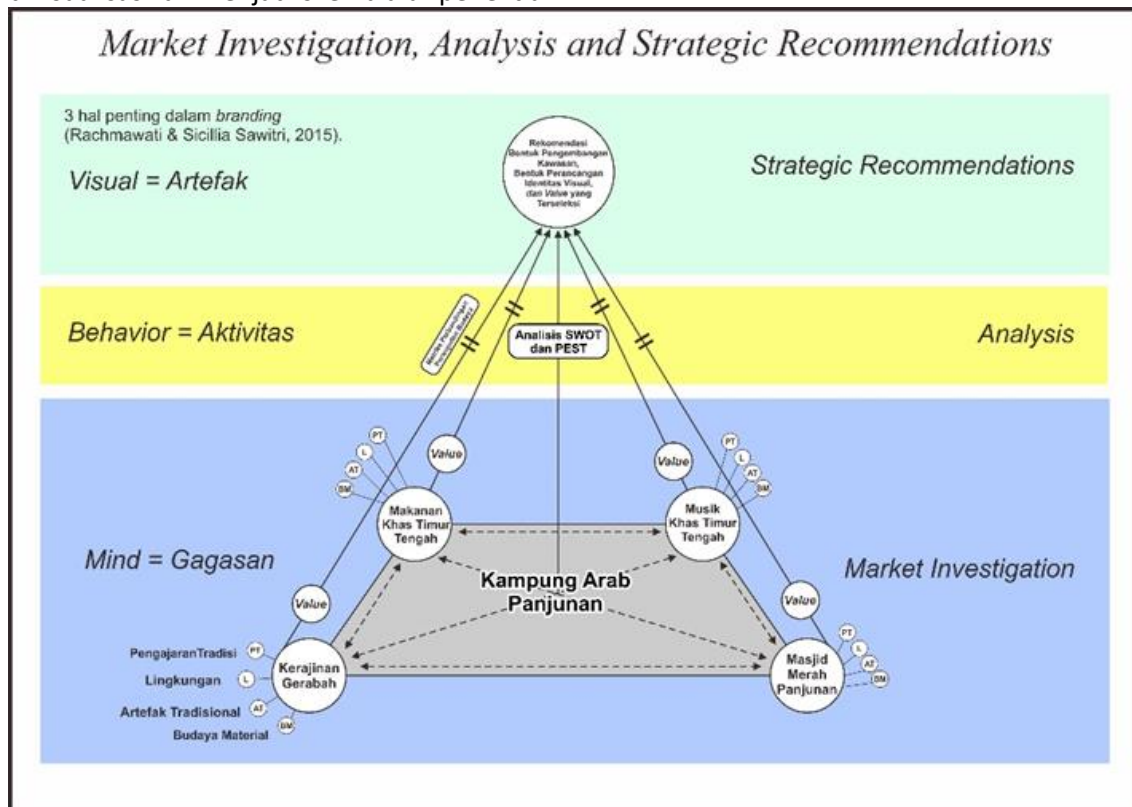 Market Investigation, Analysis and Strategic Recommendations
3 hal penting dalam branding
(Rachmawati & Sicillia Sawitri, 2015).
Visual = Artefak
Rekomendasi
Bentuk Pengembangan
Kawasan,
Bentuk Perancangan
Identitas Visual,
dan Value yang
Terseleksi
Strategic Recommendations
Behavior = Aktivitas
Analisis SWOT
dan PEST
Analysis
Mind = Gagasan
Market Investigation
PT
L
AT
BM
Value
Makanan
Khas Timur
Tengah
Value
PT
L
AT
BM
Musik
Khas Timur
Tengah
Kampung Arab
Panjunan
Value
Kerajinan
Gerabah
PengajaranTradisi
PT
Lingkungan
L
Artefak Tradisional
AT
Budaya Material
BM
Value
Masjid
Merah
Panjunan
PT
L
AT
BM